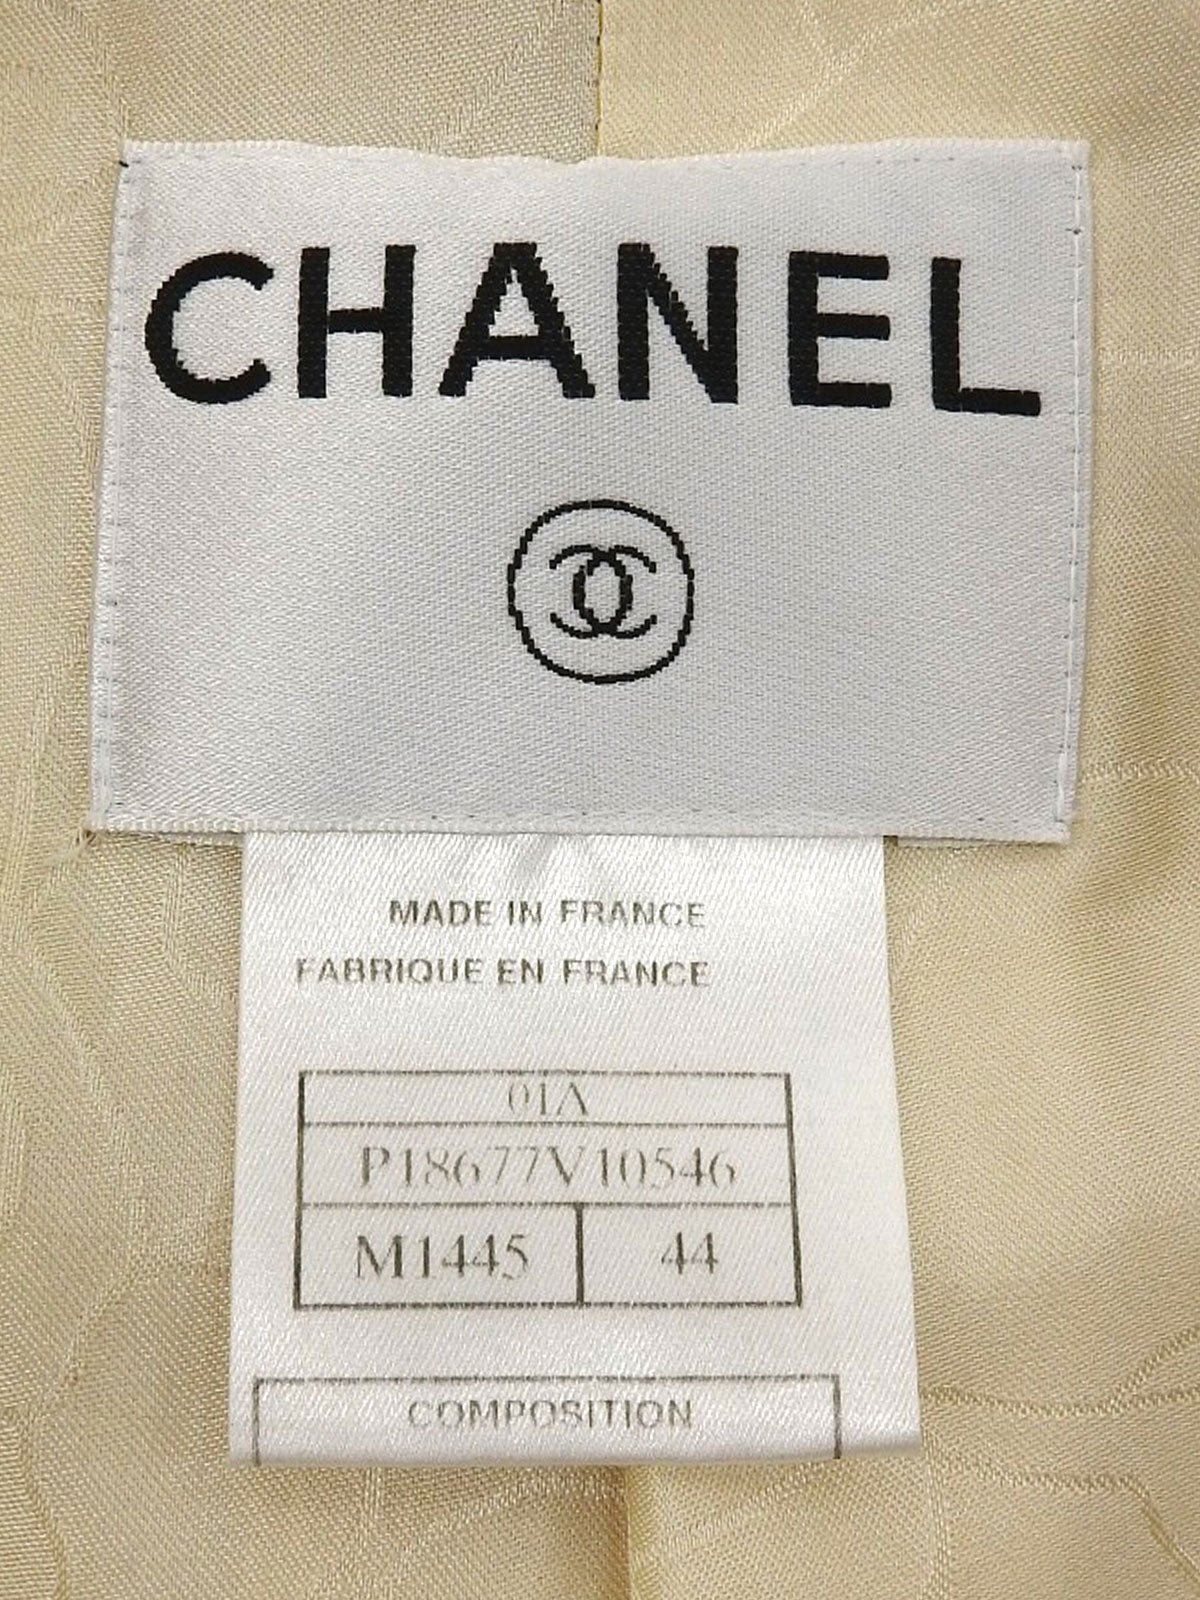 CHANEL
MADE IN FRANCE
FABRIQUE EN FRANCE
01A
P18677V10546
M1445 44
COMPOSITION